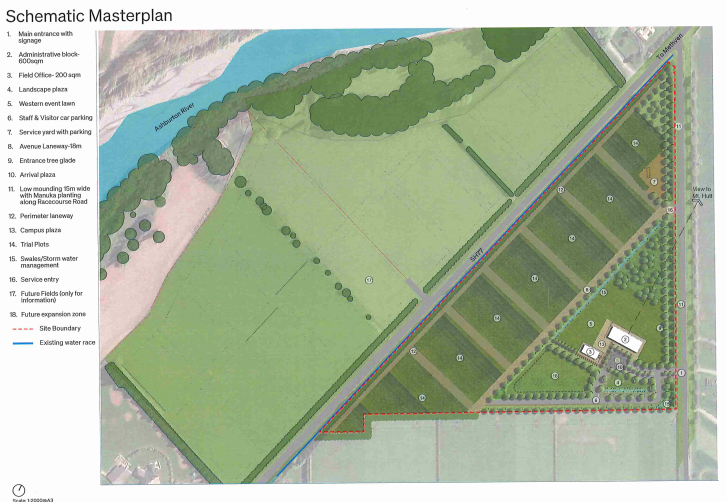 Schematic Masterplan
1. Main entrance with
signage
2. Administrative block-
600sqm
3. Field Office- 200 sqm
4. Landscape plaza
5. Western event lawn
6. Staff & Visitor car parking
7. Service yard with parking
8. Avenue Laneway-18m
9. Entrance tree glade
10. Arrival plaza
11. Low mounding 15m wide
with Manuka planting
along Racecourse Road
12. Perimeter laneway
13. Campus plaza
14. Trial Plots
15. Swales/Storm water
management
16. Service entry
17. Future Fields (only for
information)
18. Future expansion zone
Site Boundary
Existing water race
Scale 1:2000@A3
Ashburton River
To Methven
SH77
View to
Mt. Hutt